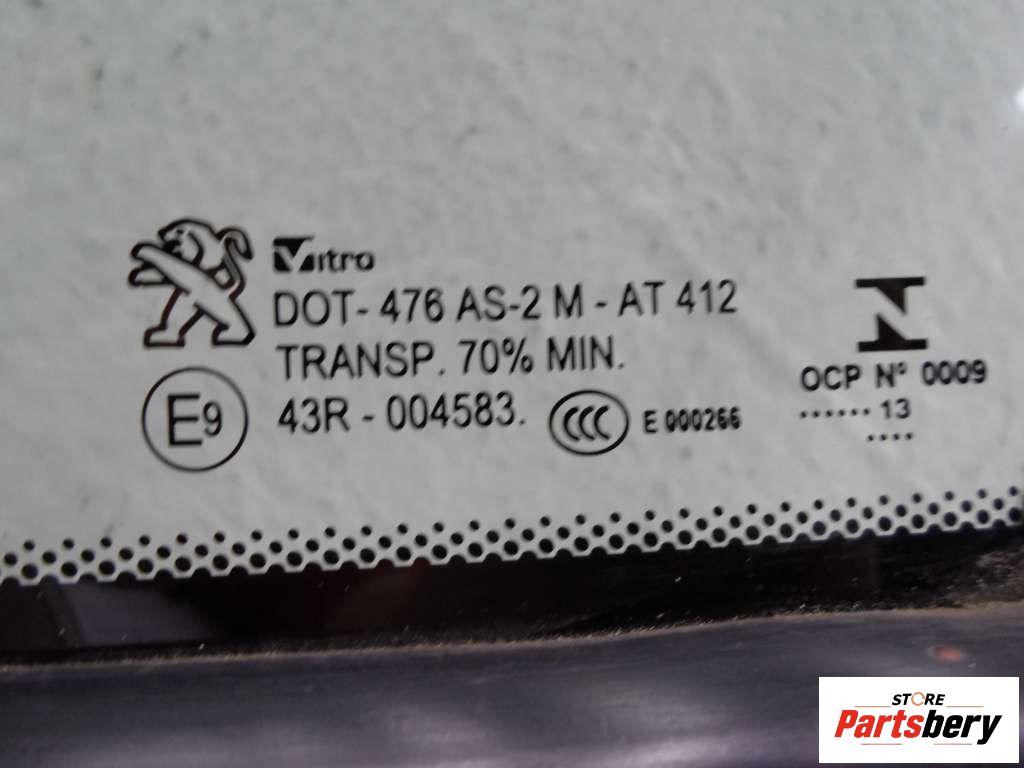 Vitro
DOT- 476 AS-2 M - AT 412
TRANSP. 70% MIN.
E9
43R - 004583.
CCC
E 000266
N
OCP Nº 0009
...... 13
....
STORE
Partsbery